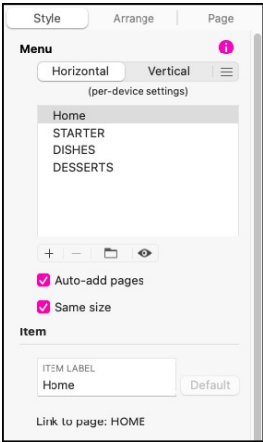 Style Arrange Page
Menu
Horizontal Vertical
(per-device settings)
Home
STARTER
DISHES
DESSERTS
Auto-add pages
Same size
Item
ITEM LABEL
Home Default
Link to page: HOME